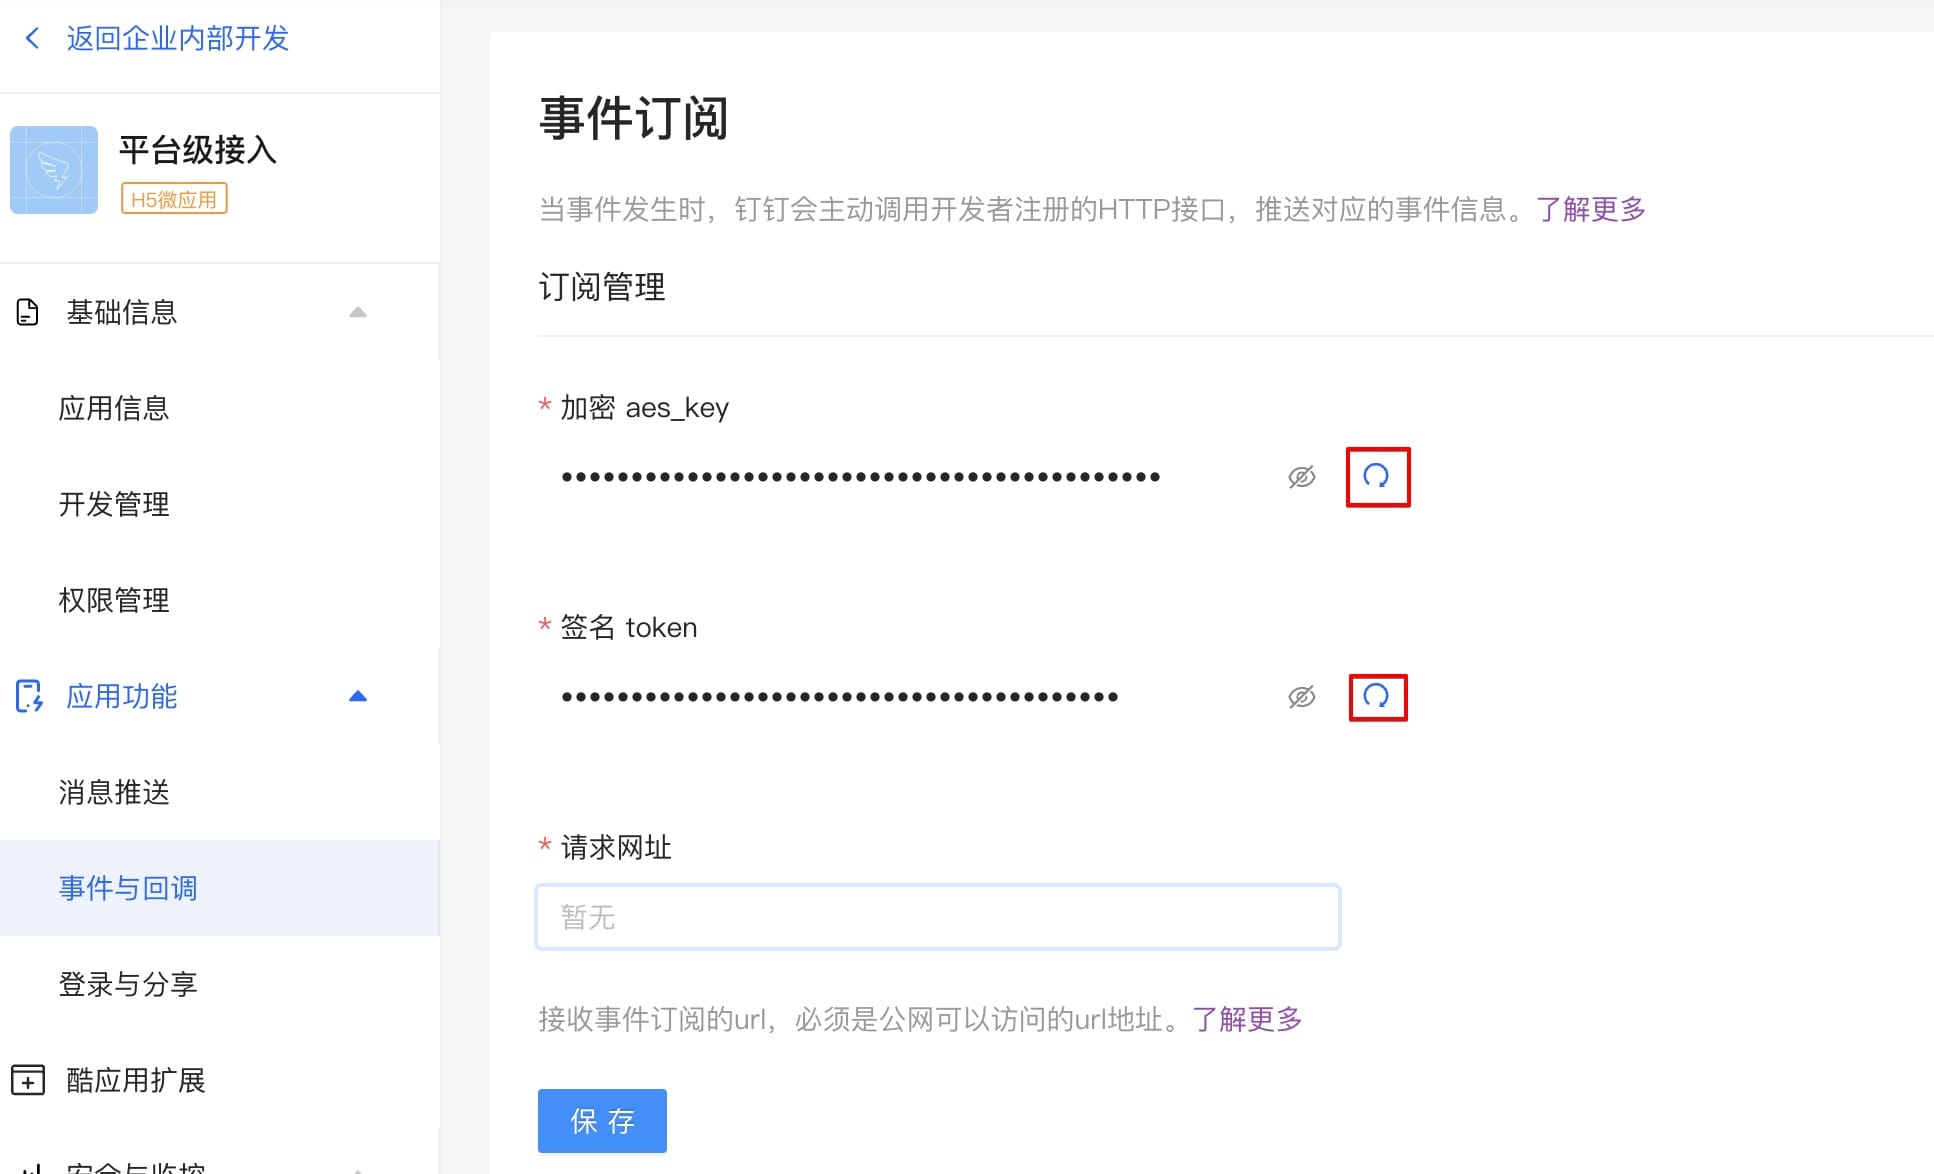 返回企业内部开发
平台级接入
H5微应用
基础信息
应用信息
开发管理
权限管理
应用功能
消息推送
事件与回调
登录与分享
酷应用扩展
安全与监控
事件订阅
当事件发生时，钉钉会主动调用开发者注册的HTTP接口，推送对应的事件信息。了解更多
订阅管理
* 加密 aes_key
•••••••••••••••••••••••••••••••••••••••••••
* 签名 token
••••••••••••••••••••••••••••••••••••••••
* 请求网址
暂无
接收事件订阅的url，必须是公网可以访问的url地址。了解更多
保 存